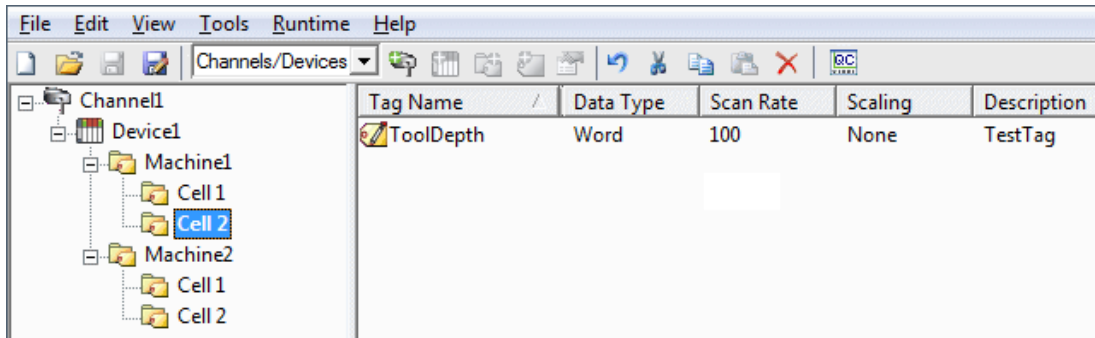 File Edit View Tools Runtime Help
Channels/Devices QC
Channel1
Device1
Machine1
Cell 1
Cell 2
Machine2
Cell 1
Cell 2
Tag Name Data Type Scan Rate Scaling Description
ToolDepth Word 100 None TestTag